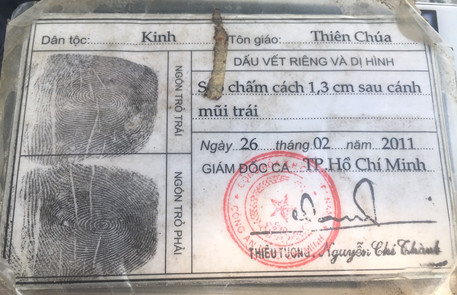 Dân tộc: Kinh Tôn giáo: Thiên Chúa
NGÓN TRỎ TRÁI
NGÓN TRỎ PHẢI
DẤU VẾT RIÊNG VÀ DỊ HÌNH
Sẹo chấm cách 1,3 cm sau cánh
mũi trái
Ngày 26 tháng 02 năm 2011
GIÁM ĐỐC CA. TP.Hồ Chí Minh
THIẾU TƯỚNG, Nguyễn Chí Thành